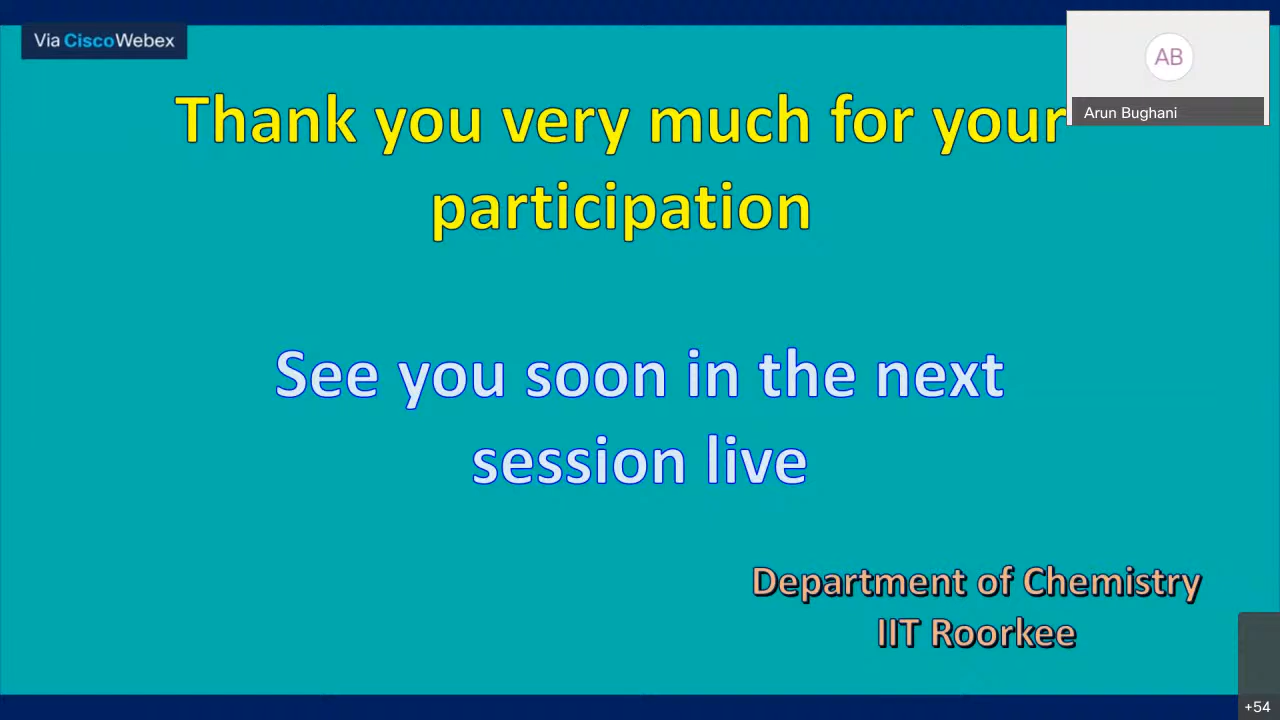 Via CiscoWebex
AB
Arun Bughani
Thank you very much for your
participation
See you soon in the next
session live
Department of Chemistry
IIT Roorkee
+54